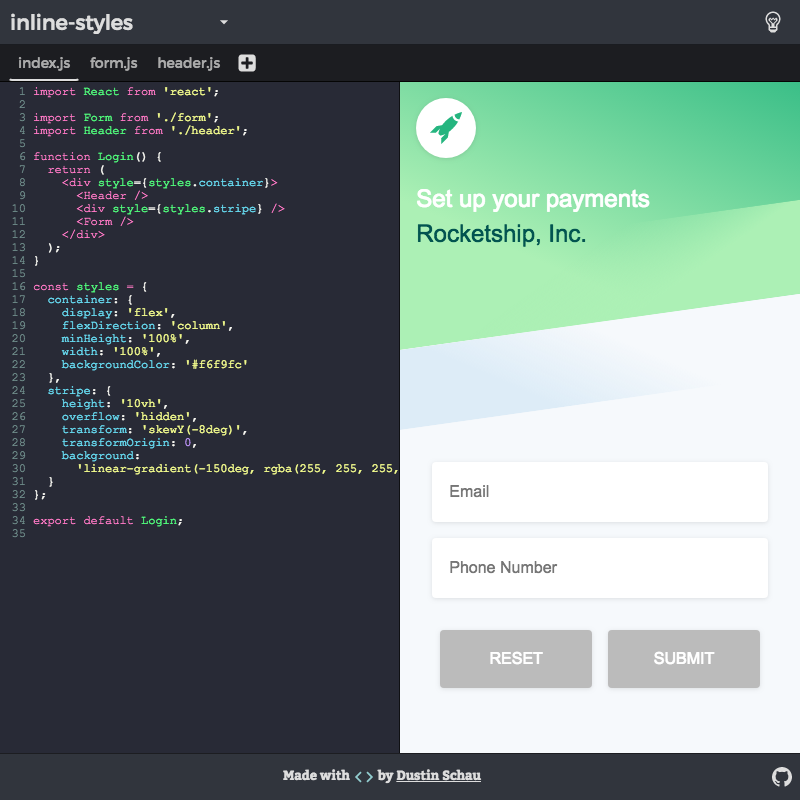 inline-styles
index.js form.js header.js
1 import React from 'react';
2
3 import Form from './form';
4 import Header from './header';
5
6 function Login() {
7 return (
8 <div style={styles.container}>
9 <Header />
10 <div style={styles.stripe} />
11 <Form />
12 </div>
13 );
14 }
15
16 const styles = {
17 container: {
18 display: 'flex',
19 flexDirection: 'column',
20 minHeight: '100%',
21 width: '100%',
22 backgroundColor: '#f6f9fc'
23 },
24 stripe: {
25 height: '10vh',
26 overflow: 'hidden',
27 transform: 'skewY(-8deg)',
28 transformOrigin: 0,
29 background:
30 'linear-gradient(-150deg, rgba(255, 255, 255,
31 }
32 };
33
34 export default Login;
35
Set up your payments
Rocketship, Inc.
Email
Phone Number
RESET SUBMIT
Made with <> by Dustin Schau